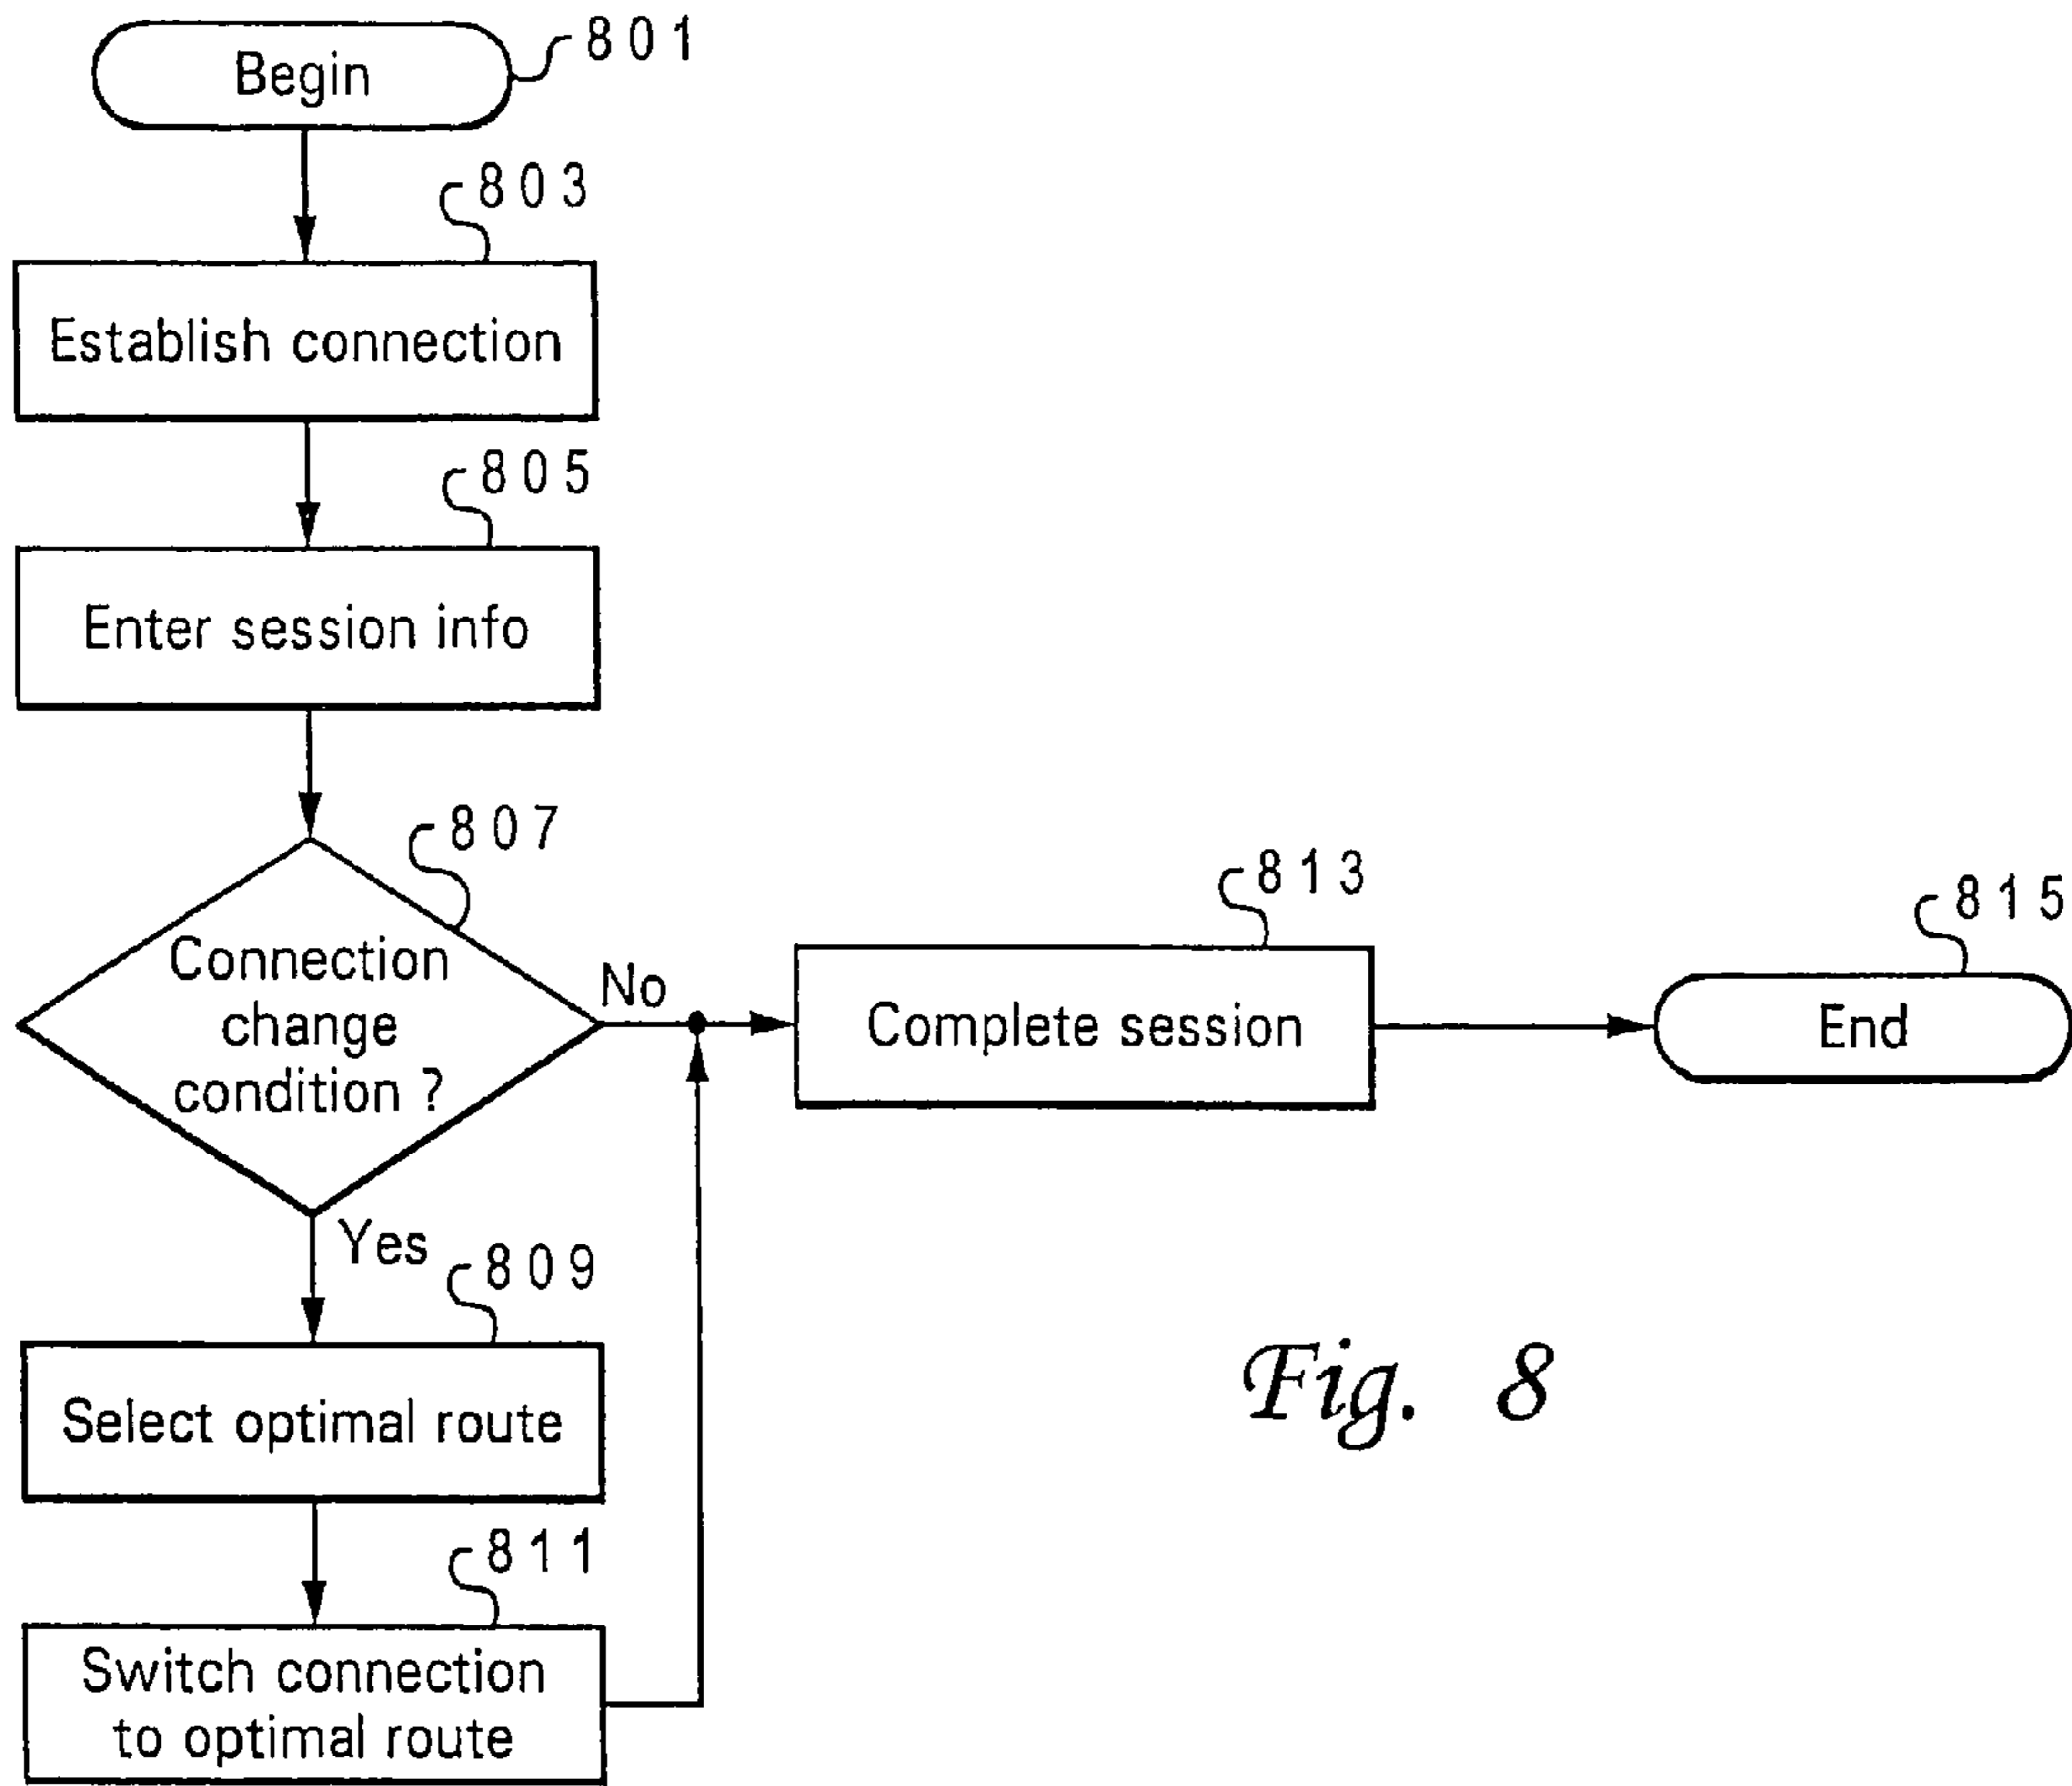 Begin
801
803
Establish connection
805
Enter session info
807
Connection
change
condition ?
No
Yes
809
Select optimal route
811
Switch connection
to optimal route
813
Complete session
815
End
Fig. 8